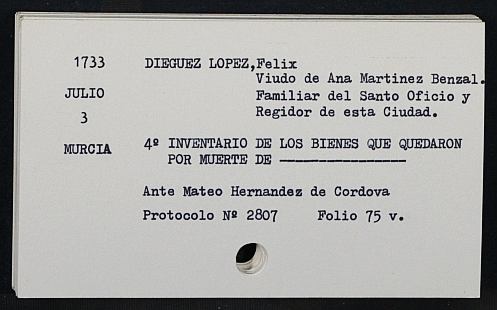 1733 DIEGUEZ LOPEZ,Felix
Viudo de Ana Martinez Benzal.
JULIO Familiar del Santo Oficio y
3 Regidor de esta Ciudad.
MURCIA 4º INVENTARIO DE LOS BIENES QUE QUEDARON
POR MUERTE DE ----------------
Ante Mateo Hernandez de Cordova
Protocolo Nº 2807 Folio 75 v.